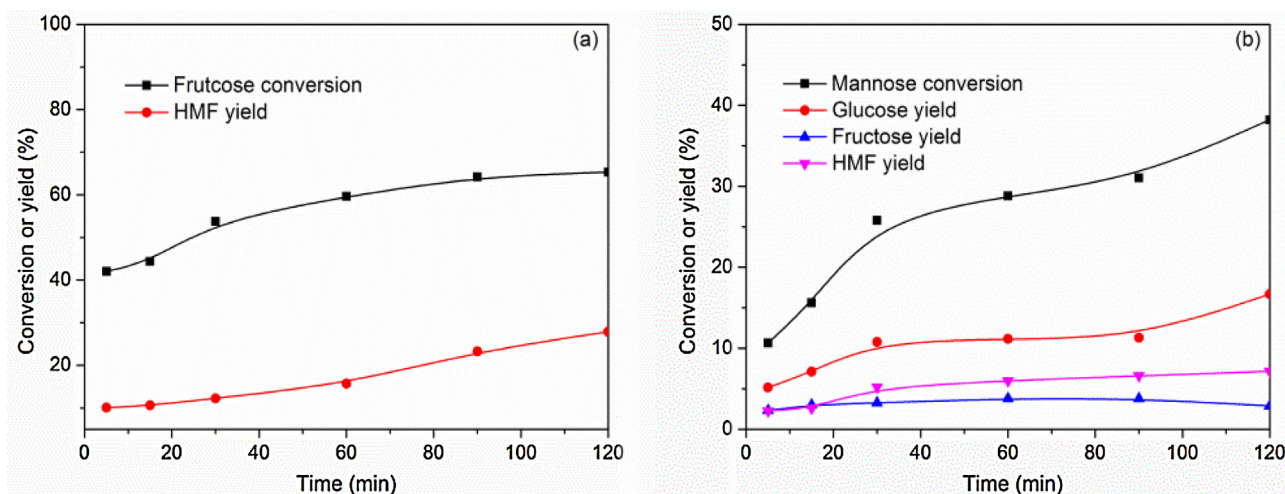 (a)
Frutcose conversion
HMF yield
Conversion or yield (%)
100
80
60
40
20
0 20 40 60 80 100 120
Time (min)
(b)
Mannose conversion
Glucose yield
Fructose yield
HMF yield
Conversion or yield (%)
50
40
30
20
10
0
0 20 40 60 80 100 120
Time (min)